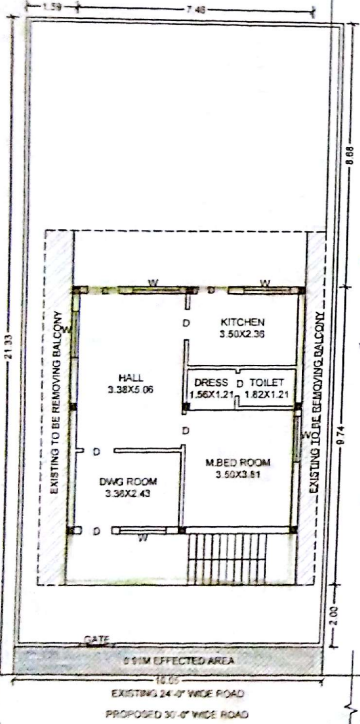 1.59
7.46
8.68
21.33
W
W
D
D
KITCHEN
3.50X2.36
W
D
HALL
3.38X5.06
DRESS
1.56X1.21
D
TOILET
1.82X1.21
EXISTING TO BE REMOVING BALCONY
EXISTING TO BE REMOVING BALCONY
9.74
D
W
M.BED ROOM
3.50X3.81
D
DWG ROOM
3.36X2.43
D
W
2.00
GATE
EFFECTED AREA
EXISTING 24'-0" WIDE ROAD
PROPOSED 30'-0" WIDE ROAD